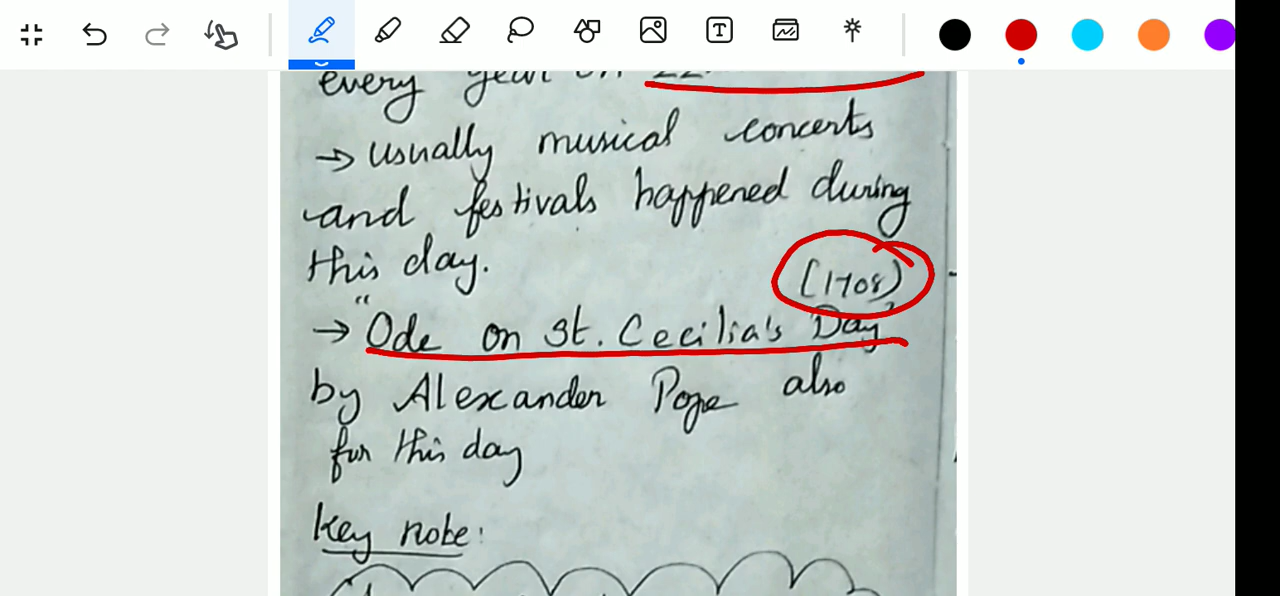 every year on 22
→ usually musical concerts
and festivals happened during
this day.
(1708)
→ "Ode on St. Cecilia's Day"
by Alexander Pope also
for this day
Key note: